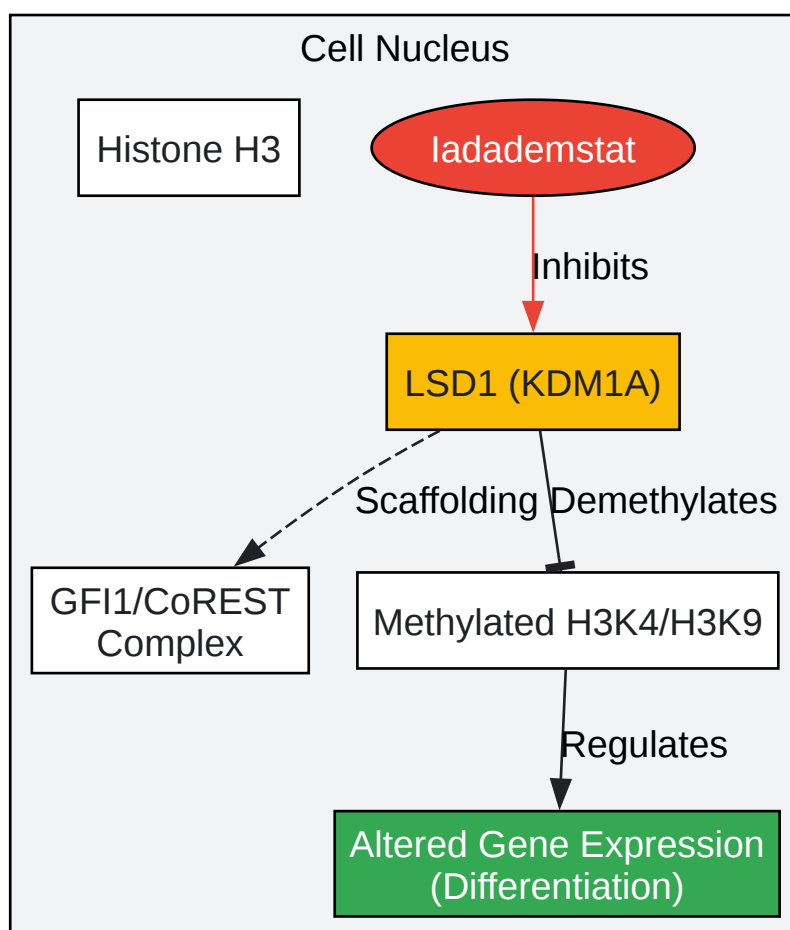 Cell Nucleus
Histone H3
Iadademstat
Inhibits
LSD1 (KDM1A)
Scaffolding
Demethylates
GFI1/CoREST
Complex
Methylated H3K4/H3K9
Regulates
Altered Gene Expression
(Differentiation)